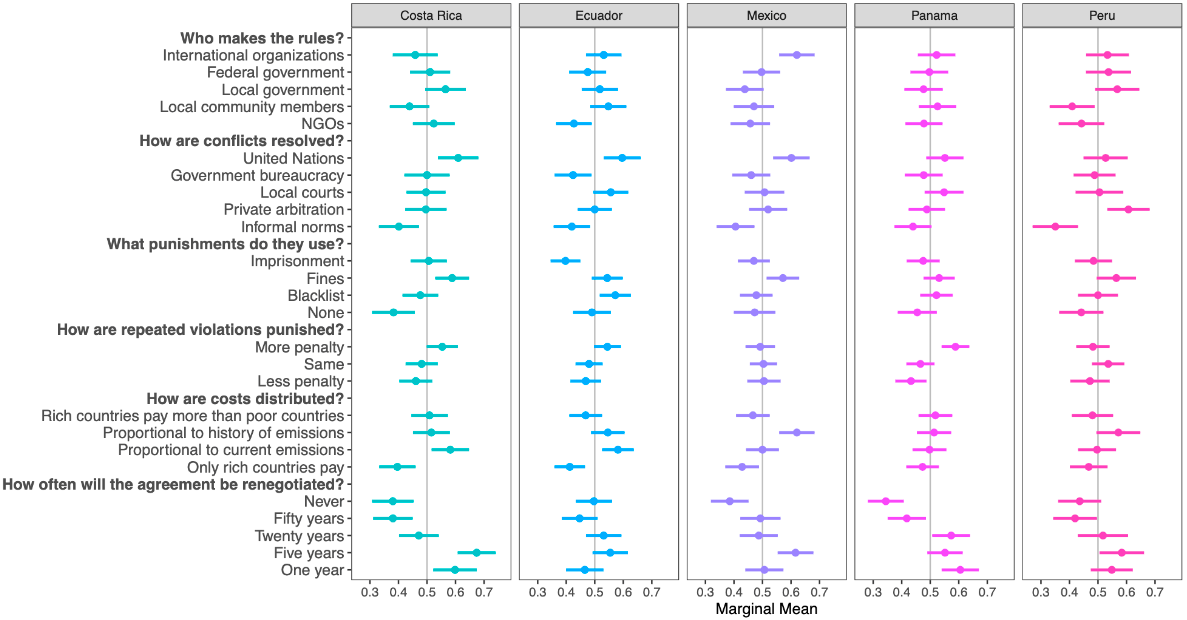 Costa Rica Ecuador Mexico Panama Peru
Who makes the rules?
International organizations
Federal government
Local government
Local community members
NGOs
How are conflicts resolved?
United Nations
Government bureaucracy
Local courts
Private arbitration
Informal norms
What punishments do they use?
Imprisonment
Fines
Blacklist
None
How are repeated violations punished?
More penalty
Same
Less penalty
How are costs distributed?
Rich countries pay more than poor countries
Proportional to history of emissions
Proportional to current emissions
Only rich countries pay
How often will the agreement be renegotiated?
Never
Fifty years
Twenty years
Five years
One year
0.3 0.4 0.5 0.6 0.7 0.3 0.4 0.5 0.6 0.7 0.3 0.4 0.5 0.6 0.7 0.3 0.4 0.5 0.6 0.7 0.3 0.4 0.5 0.6 0.7
Marginal Mean